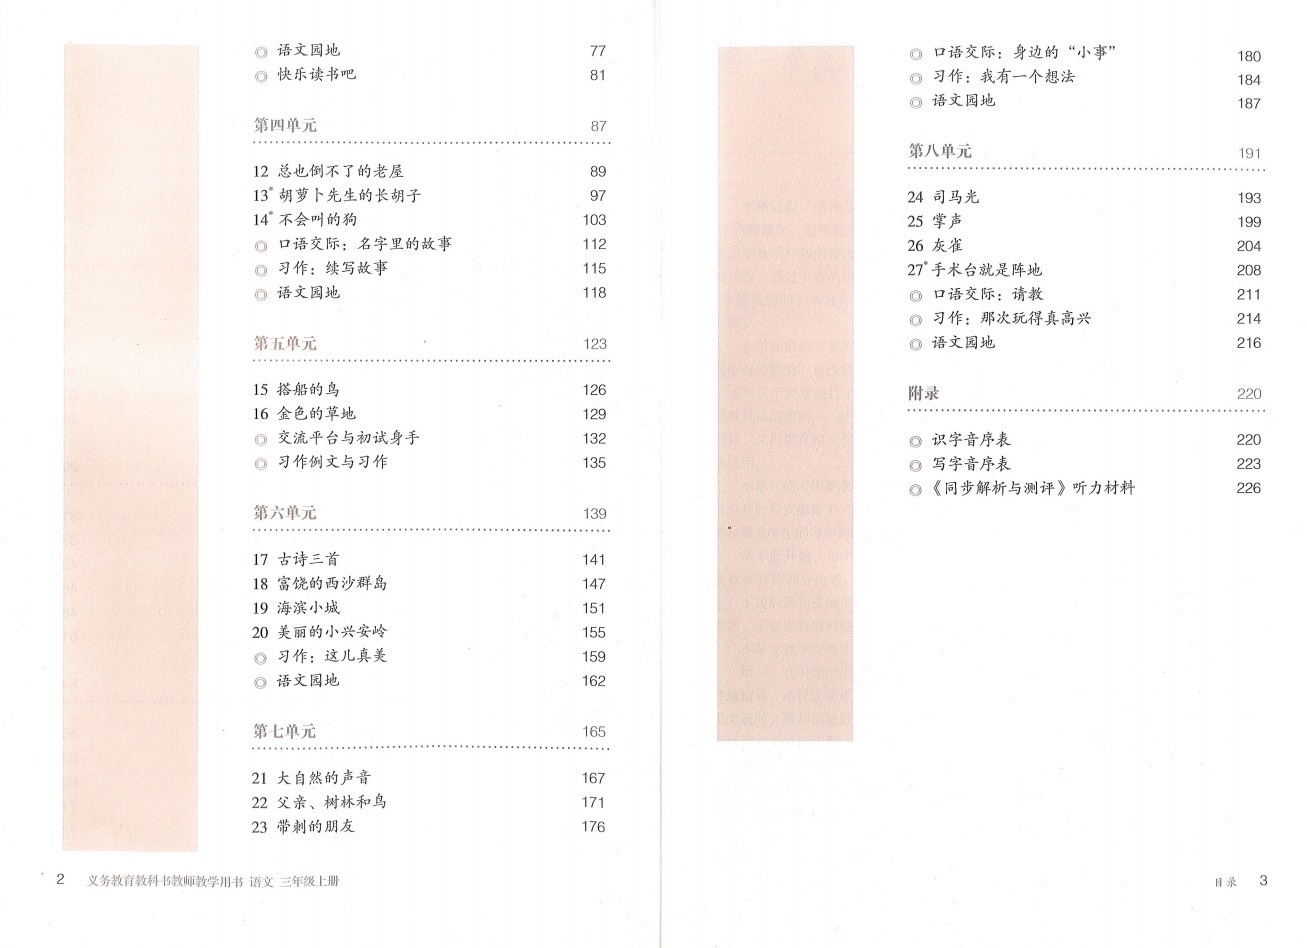 ◎ 语文园地 77
◎ 快乐读书吧 81
第四单元 87
12 总也倒不了的老屋 89
13* 胡萝卜先生的长胡子 97
14* 不会叫的狗 103
◎ 口语交际：名字里的故事 112
◎ 习作：续写故事 115
◎ 语文园地 118
第五单元 123
15 搭船的鸟 126
16 金色的草地 129
◎ 交流平台与初试身手 132
◎ 习作例文与习作 135
第六单元 139
17 古诗三首 141
18 富饶的西沙群岛 147
19 海滨小城 151
20 美丽的小兴安岭 155
◎ 习作：这儿真美 159
◎ 语文园地 162
第七单元 165
21 大自然的声音 167
22 父亲、树林和鸟 171
23 带刺的朋友 176
2 义务教育教科书教师教学用书 语文 三年级上册
◎ 口语交际：身边的“小事” 180
◎ 习作：我有一个想法 184
◎ 语文园地 187
第八单元 191
24 司马光 193
25 掌声 199
26 灰雀 204
27* 手术台就是阵地 208
◎ 口语交际：请教 211
◎ 习作：那次玩得真高兴 214
◎ 语文园地 216
附录 220
◎ 识字音序表 220
◎ 写字音序表 223
◎ 《同步解析与测评》听力材料 226
目录 3